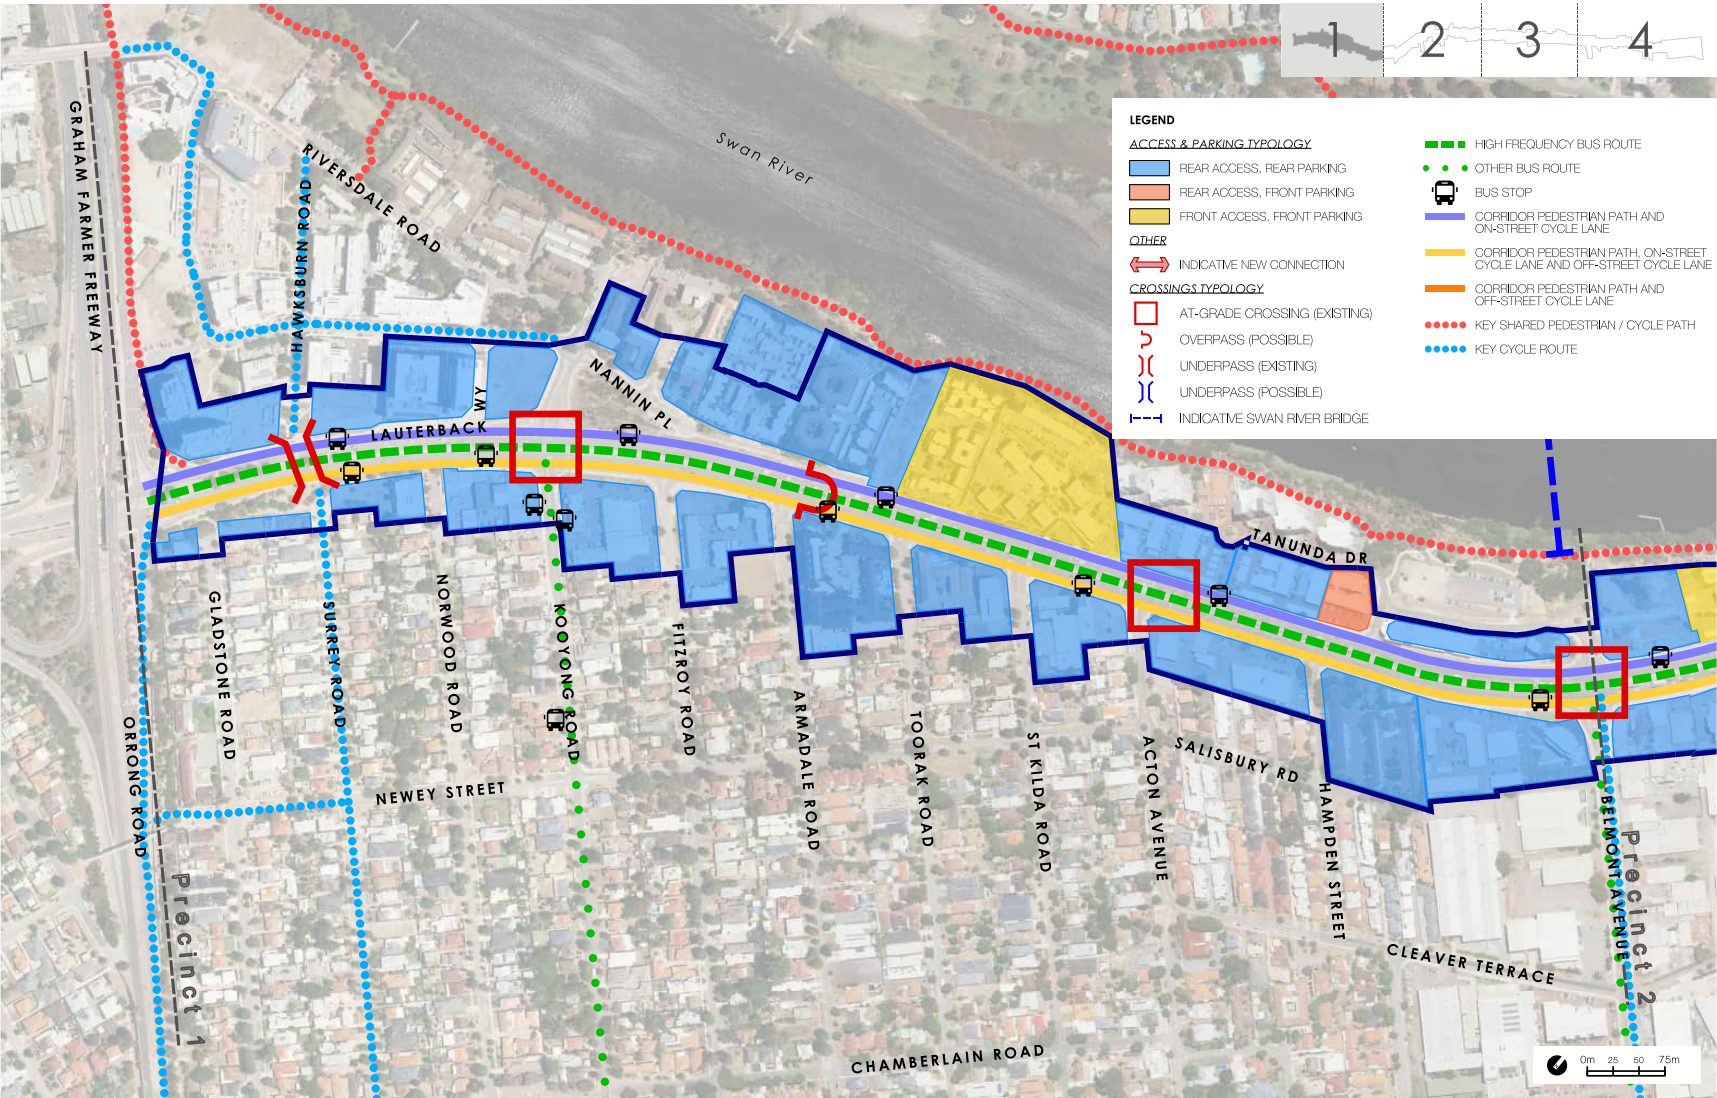 1 2 3 4
LEGEND
ACCESS & PARKING TYPOLOGY
REAR ACCESS, REAR PARKING
REAR ACCESS, FRONT PARKING
FRONT ACCESS, FRONT PARKING
OTHER
INDICATIVE NEW CONNECTION
CROSSINGS TYPOLOGY
AT-GRADE CROSSING (EXISTING)
OVERPASS (POSSIBLE)
UNDERPASS (EXISTING)
UNDERPASS (POSSIBLE)
INDICATIVE SWAN RIVER BRIDGE
HIGH FREQUENCY BUS ROUTE
OTHER BUS ROUTE
BUS STOP
CORRIDOR PEDESTRIAN PATH AND
ON-STREET CYCLE LANE
CORRIDOR PEDESTRIAN PATH, ON-STREET
CYCLE LANE AND OFF-STREET CYCLE LANE
CORRIDOR PEDESTRIAN PATH AND
OFF-STREET CYCLE LANE
KEY SHARED PEDESTRIAN / CYCLE PATH
KEY CYCLE ROUTE
Swan River
GRAHAM FARMER FREEWAY
RIVERSDALE ROAD
HAWKSBURN ROAD
NANNIN PL
WY
LAUTERBACK
TANUNDA DR
GLADSTONE ROAD
SURREY ROAD
NORWOOD ROAD
KOOYONG ROAD
FITZROY ROAD
ARMADALE ROAD
TOORAK ROAD
ST KILDA ROAD
ACTON AVENUE
SALISBURY RD
HAMPDEN STREET
BELMONT AVENUE
ORRONG ROAD
NEWEY STREET
Precinct 1
Precinct 2
CLEAVER TERRACE
CHAMBERLAIN ROAD
0m 25 50 75m